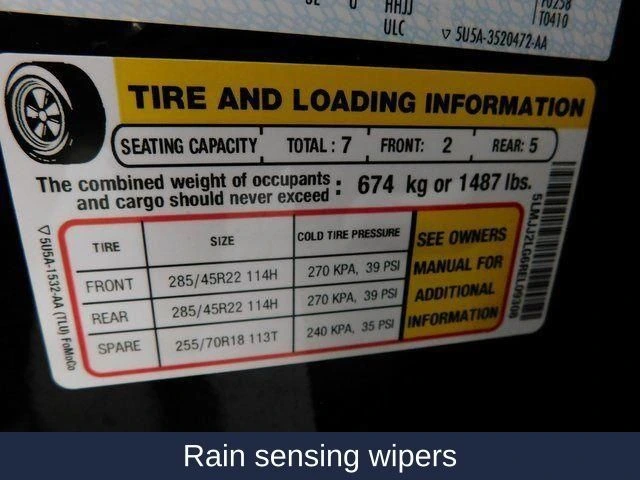 HHJJ
ULC
T0410
▽ 5U5A-3520472-AA
TIRE AND LOADING INFORMATION
SEATING CAPACITY TOTAL : 7 FRONT: 2 REAR: 5
The combined weight of occupants
and cargo should never exceed : 674 kg or 1487 lbs.
TIRE SIZE COLD TIRE PRESSURE
FRONT 285/45R22 114H 270 KPA, 39 PSI
REAR 285/45R22 114H 270 KPA, 39 PSI
SPARE 255/70R18 113T 240 KPA, 35 PSI
SEE OWNERS
MANUAL FOR
ADDITIONAL
INFORMATION
▽ 5U5A-1532-AA (TLU) FoMoCo
5LMJJ2LG6REL09308
Rain sensing wipers